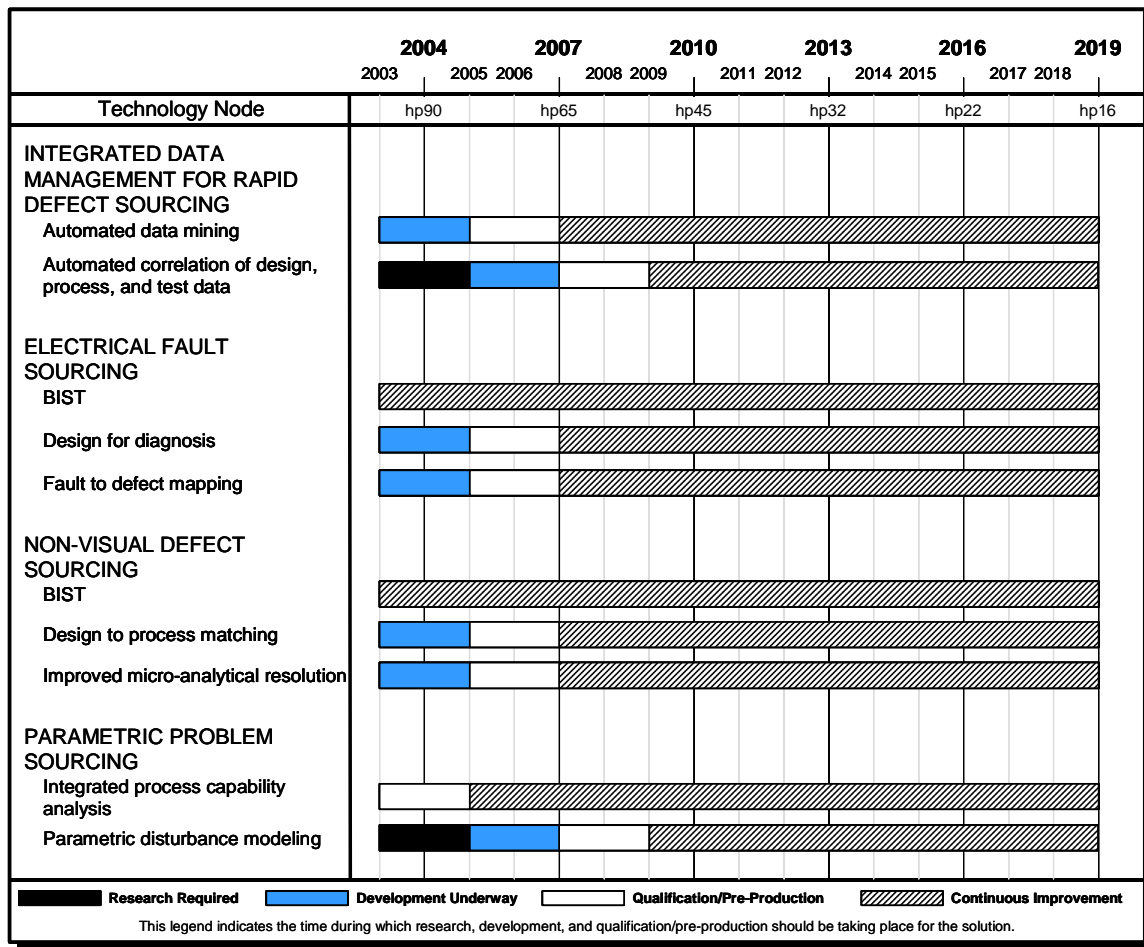 2004 2007 2010 2013 2016 2019
2003 2005 2006 2008 2009 2011 2012 2014 2015 2017 2018
Technology Node hp90 hp65 hp45 hp32 hp22 hp16
INTEGRATED DATA
MANAGEMENT FOR RAPID
DEFECT SOURCING
Automated data mining
Automated correlation of design,
process, and test data
ELECTRICAL FAULT
SOURCING
BIST
Design for diagnosis
Fault to defect mapping
NON-VISUAL DEFECT
SOURCING
BIST
Design to process matching
Improved micro-analytical resolution
PARAMETRIC PROBLEM
SOURCING
Integrated process capability
analysis
Parametric disturbance modeling
Research Required Development Underway Qualification/Pre-Production Continuous Improvement
This legend indicates the time during which research, development, and qualification/pre-production should be taking place for the solution.